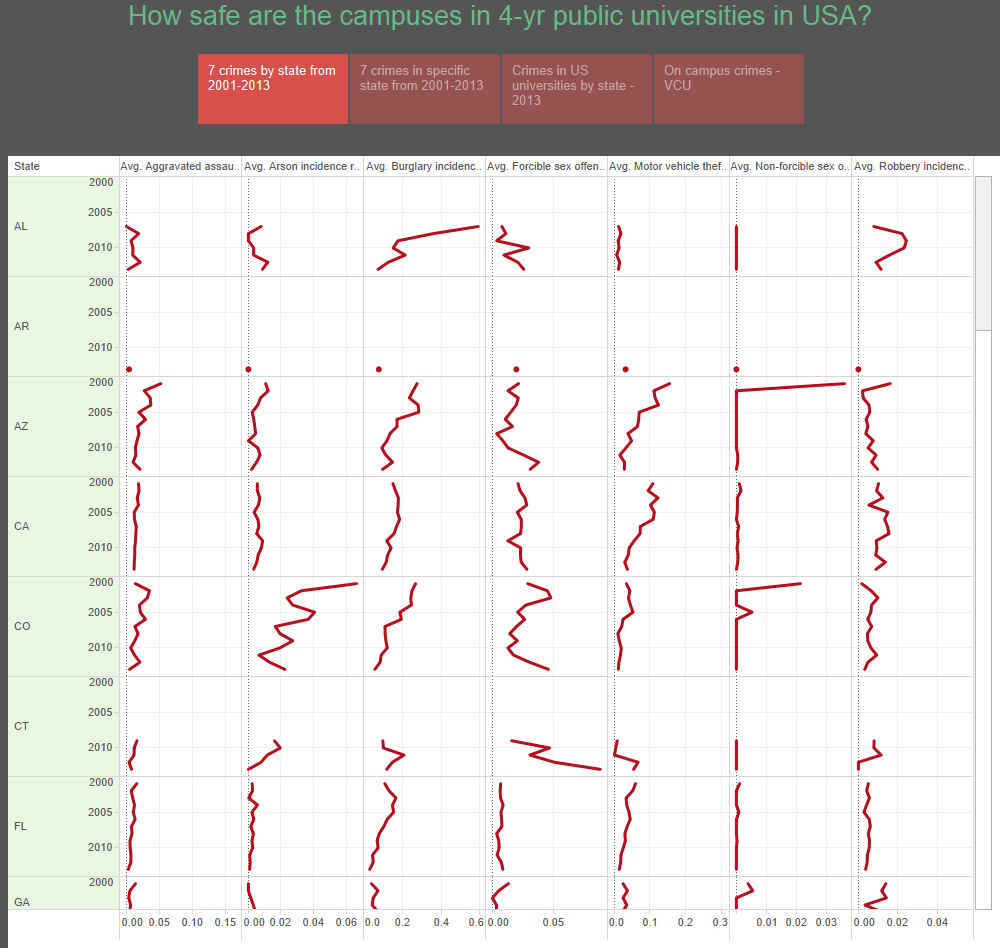 How safe are the campuses in 4-yr public universities in USA?
7 crimes by state from
2001-2013
7 crimes in specific
state from 2001-2013
Crimes in US
universities by state -
2013
On campus crimes -
VCU
State Avg. Aggravated assau.. Avg. Arson incidence r.. Avg. Burglary incidenc.. Avg. Forcible sex offen.. Avg. Motor vehicle thef.. Avg. Non-forcible sex o.. Avg. Robbery incidenc..
2000
2005
AL
2010
2000
2005
AR
2010
2000
2005
AZ
2010
2000
2005
CA
2010
2000
2005
CO
2010
2000
2005
CT
2010
2000
2005
FL
2010
2000
GA
0.00 0.05 0.10 0.15 0.00 0.02 0.04 0.06 0.0 0.2 0.4 0.6 0.00 0.05 0.0 0.1 0.2 0.3 0.01 0.02 0.03 0.00 0.02 0.04